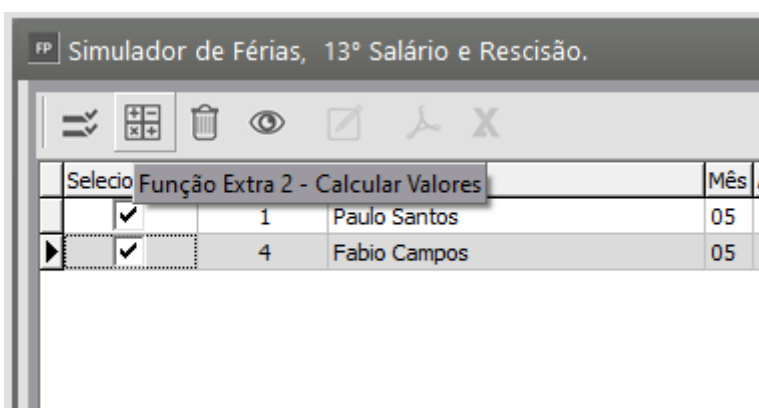 FP Simulador de Férias, 13º Salário e Rescisão.
Selecio Mês
Função Extra 2 - Calcular Valores
1 Paulo Santos 05
4 Fabio Campos 05